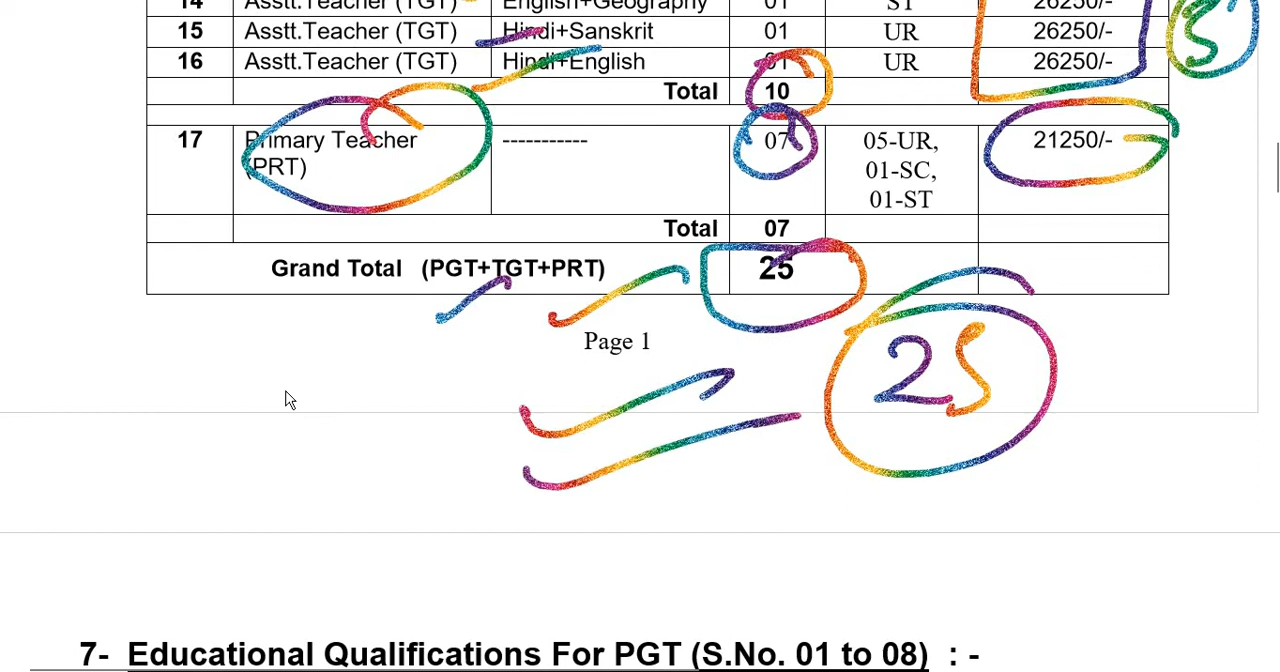 14 Asstt.Teacher (TGT) English+Geography 01 ST 26250/-
15 Asstt.Teacher (TGT) Hindi+Sanskrit 01 UR 26250/-
16 Asstt.Teacher (TGT) Hindi+English 01 UR 26250/-
Total 10
17 Primary Teacher ----------- 07 05-UR, 21250/-
(PRT) 01-SC,
01-ST
Total 07
Grand Total (PGT+TGT+PRT) 25
Page 1
25
7- Educational Qualifications For PGT (S.No. 01 to 08) : -